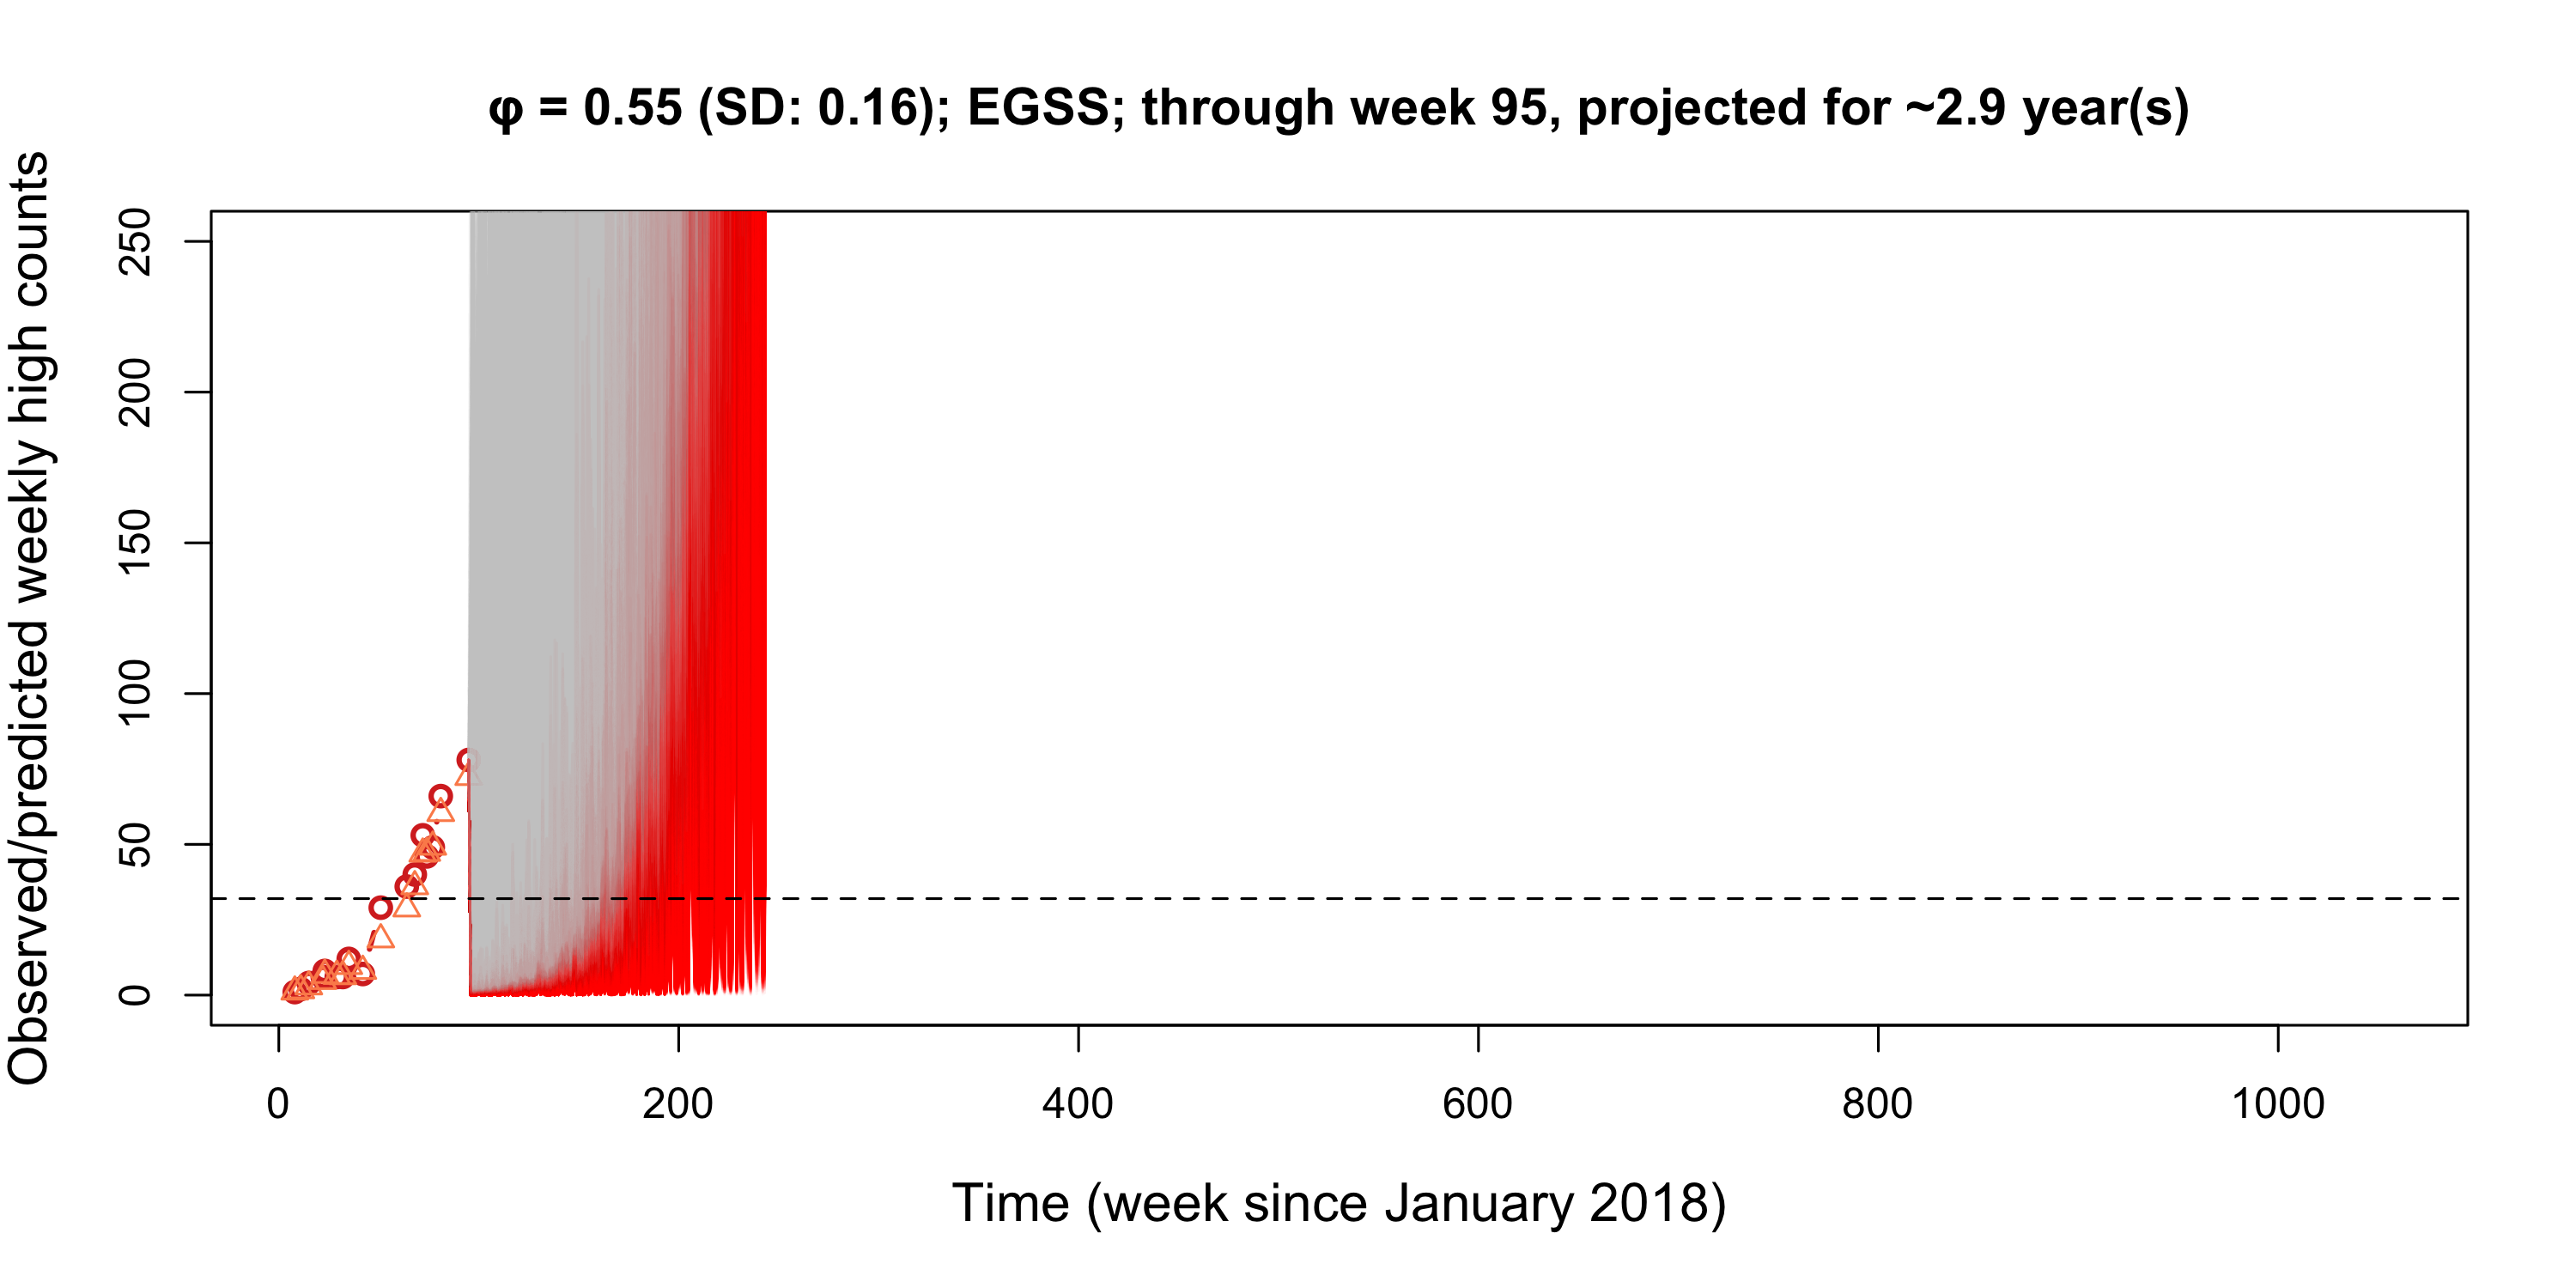 φ = 0.55 (SD: 0.16); EGSS; through week 95, projected for ~2.9 year(s)
Observed/predicted weekly high counts
250
200
150
100
50
0
0 200 400 600 800 1000
Time (week since January 2018)